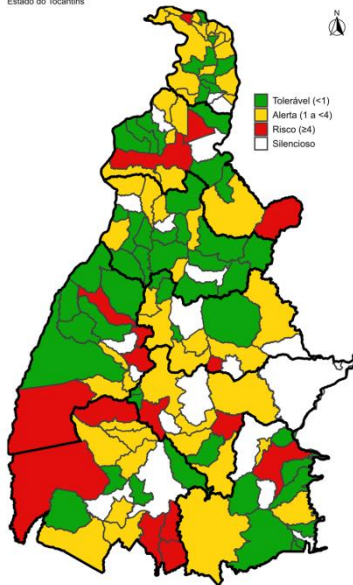 Estado do Tocantins
N
Tolerável (<1)
Alerta (1 a <4)
Risco (≥4)
Silencioso